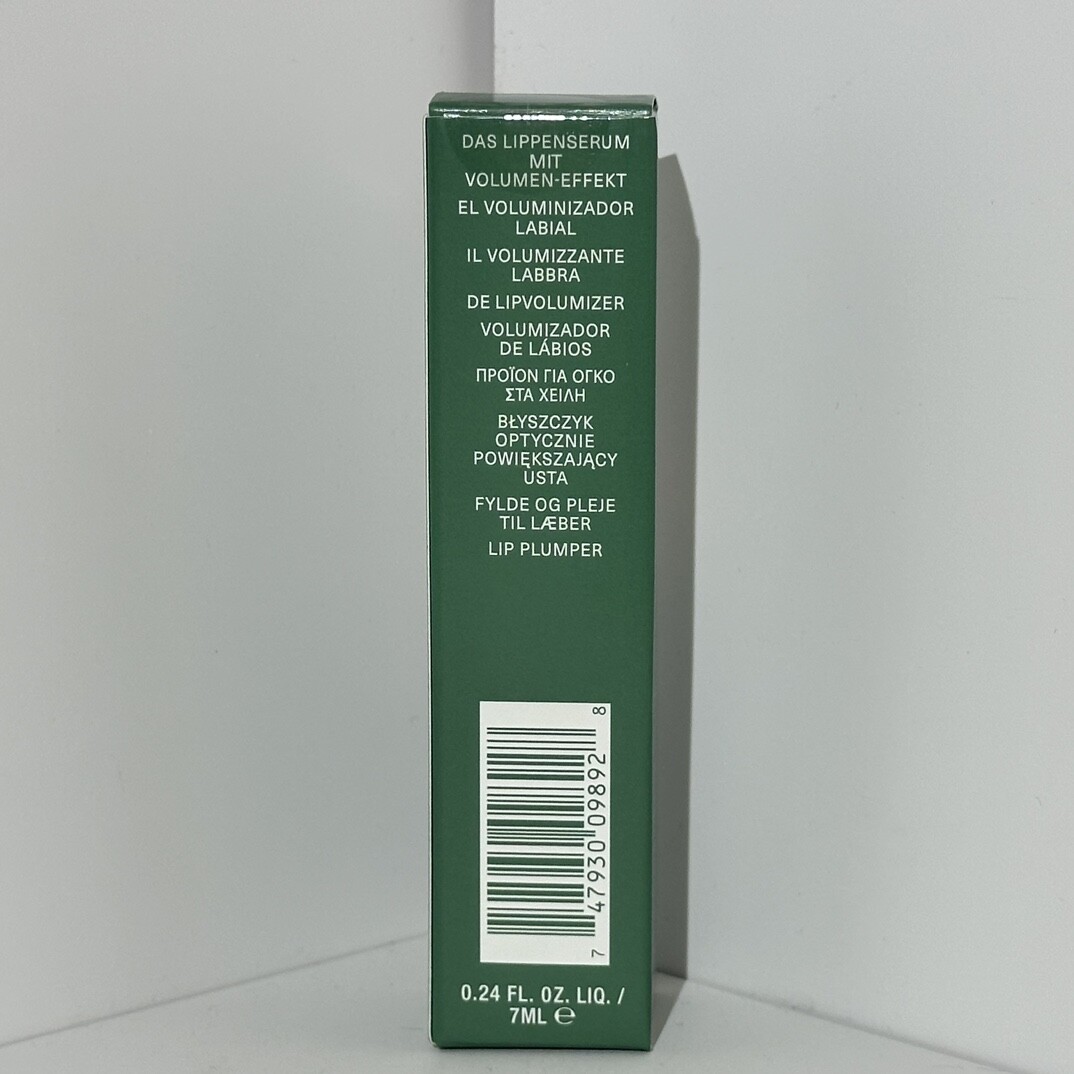 DAS LIPPENSERUM
MIT
VOLUMEN-EFFEKT
EL VOLUMINIZADOR
LABIAL
IL VOLUMIZZANTE
LABBRA
DE LIPVOLUMIZER
VOLUMIZADOR
DE LÁBIOS
ΠΡΟΪΟΝ ΓΙΑ ΟΓΚΟ
ΣΤΑ ΧΕΙΛΗ
BŁYSZCZYK
OPTYCZNIE
POWIĘKSZAJĄCY
USTA
FYLDE OG PLEJE
TIL LÆBER
LIP PLUMPER
7 47930 09892 8
0.24 FL. OZ. LIQ. /
7ML ℮